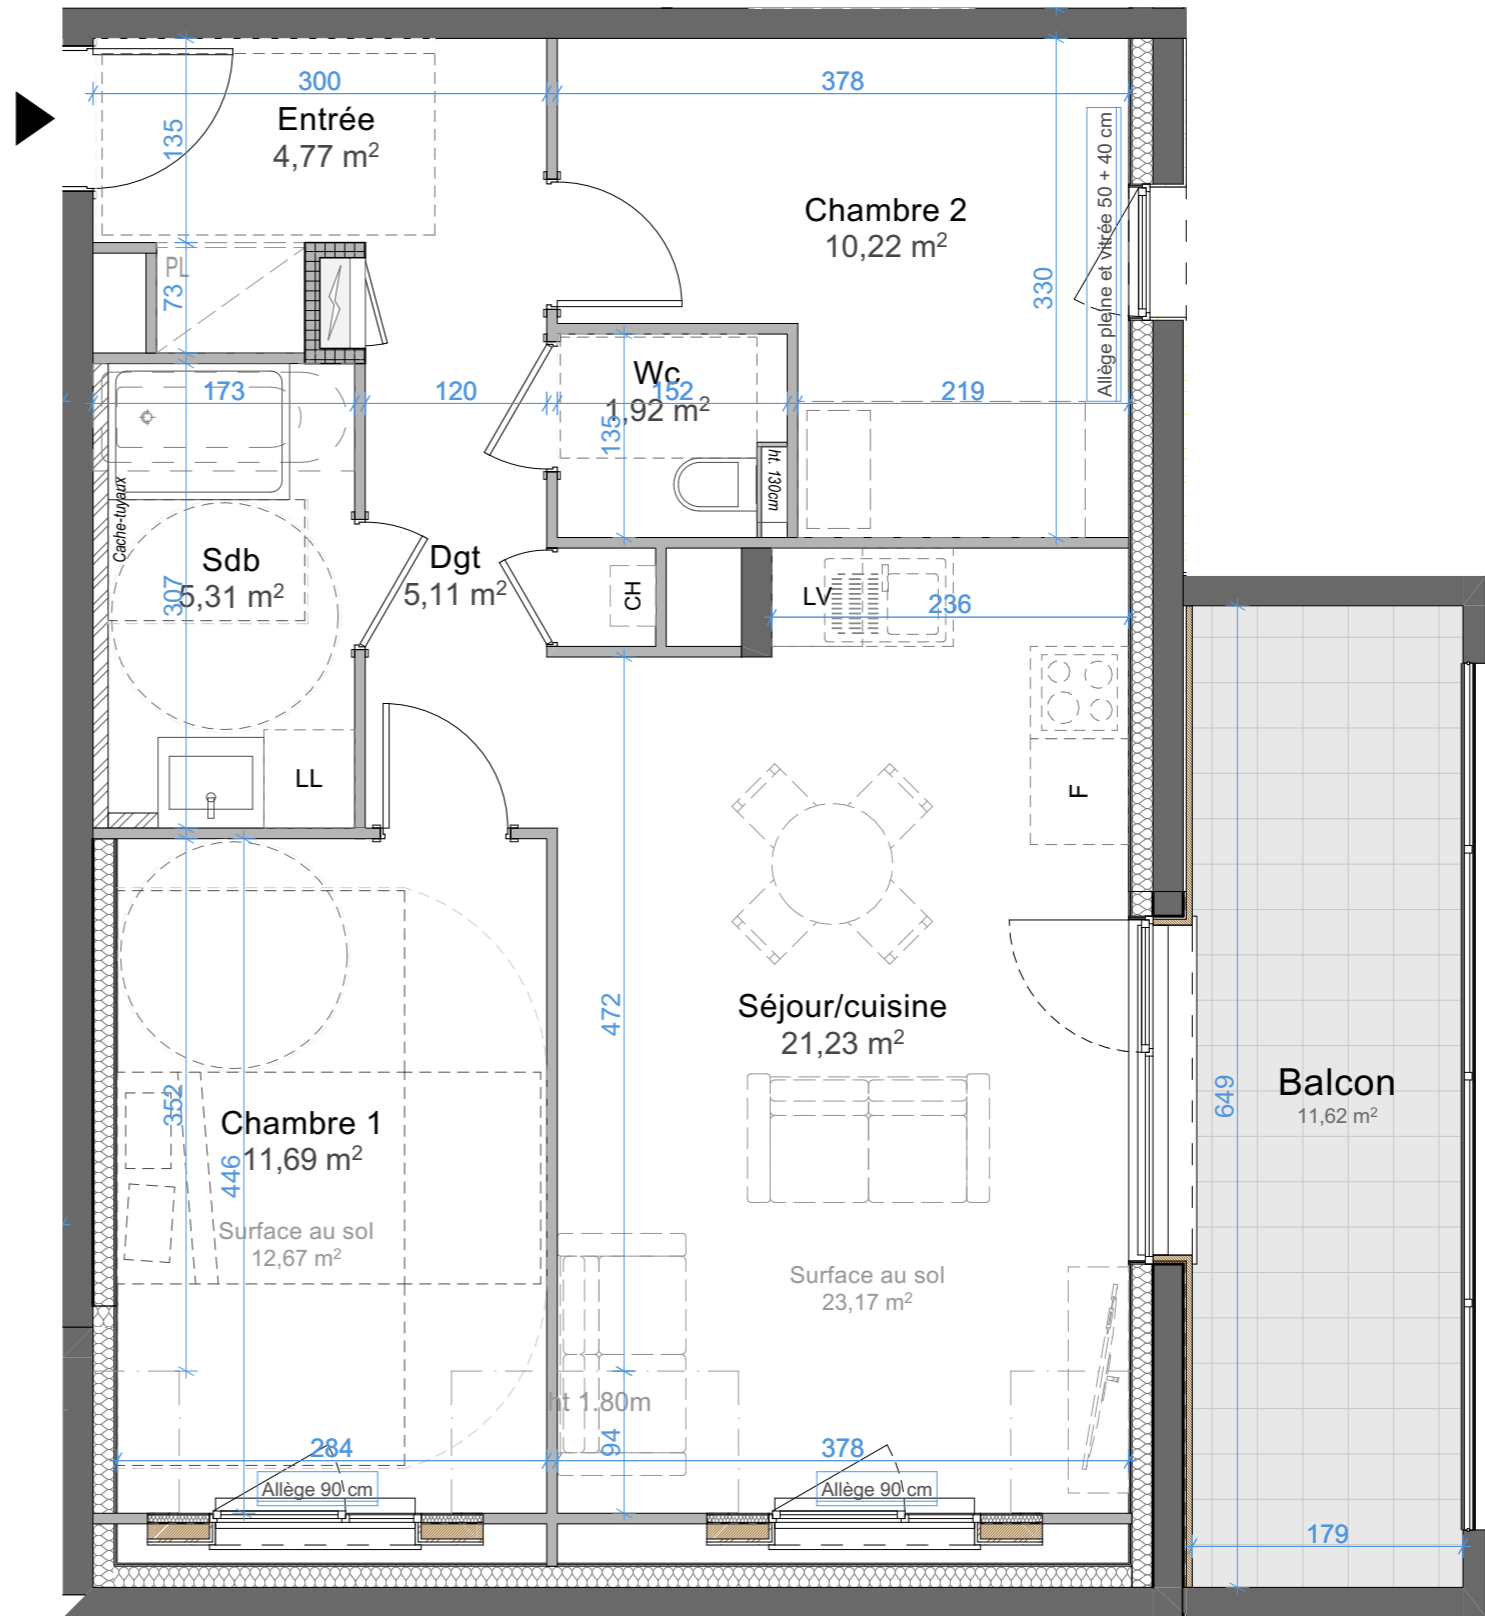 300
378
Entrée
4,77 m²
135
Chambre 2
10,22 m²
Allège pleine et vitrée 50 + 40 cm
330
PL
73
Wc
1,92 m²
173
120
152
219
135
ht. 130cm
Cache-tuyaux
Sdb
5,31 m²
307
Dgt
5,11 m²
CH
LV
236
LL
F
472
Séjour/cuisine
21,23 m²
Balcon
11,62 m²
649
352
Chambre 1
11,69 m²
446
Surface au sol
12,67 m²
Surface au sol
23,17 m²
ht 1.80m
94
284
378
Allège 90 cm
Allège 90 cm
179